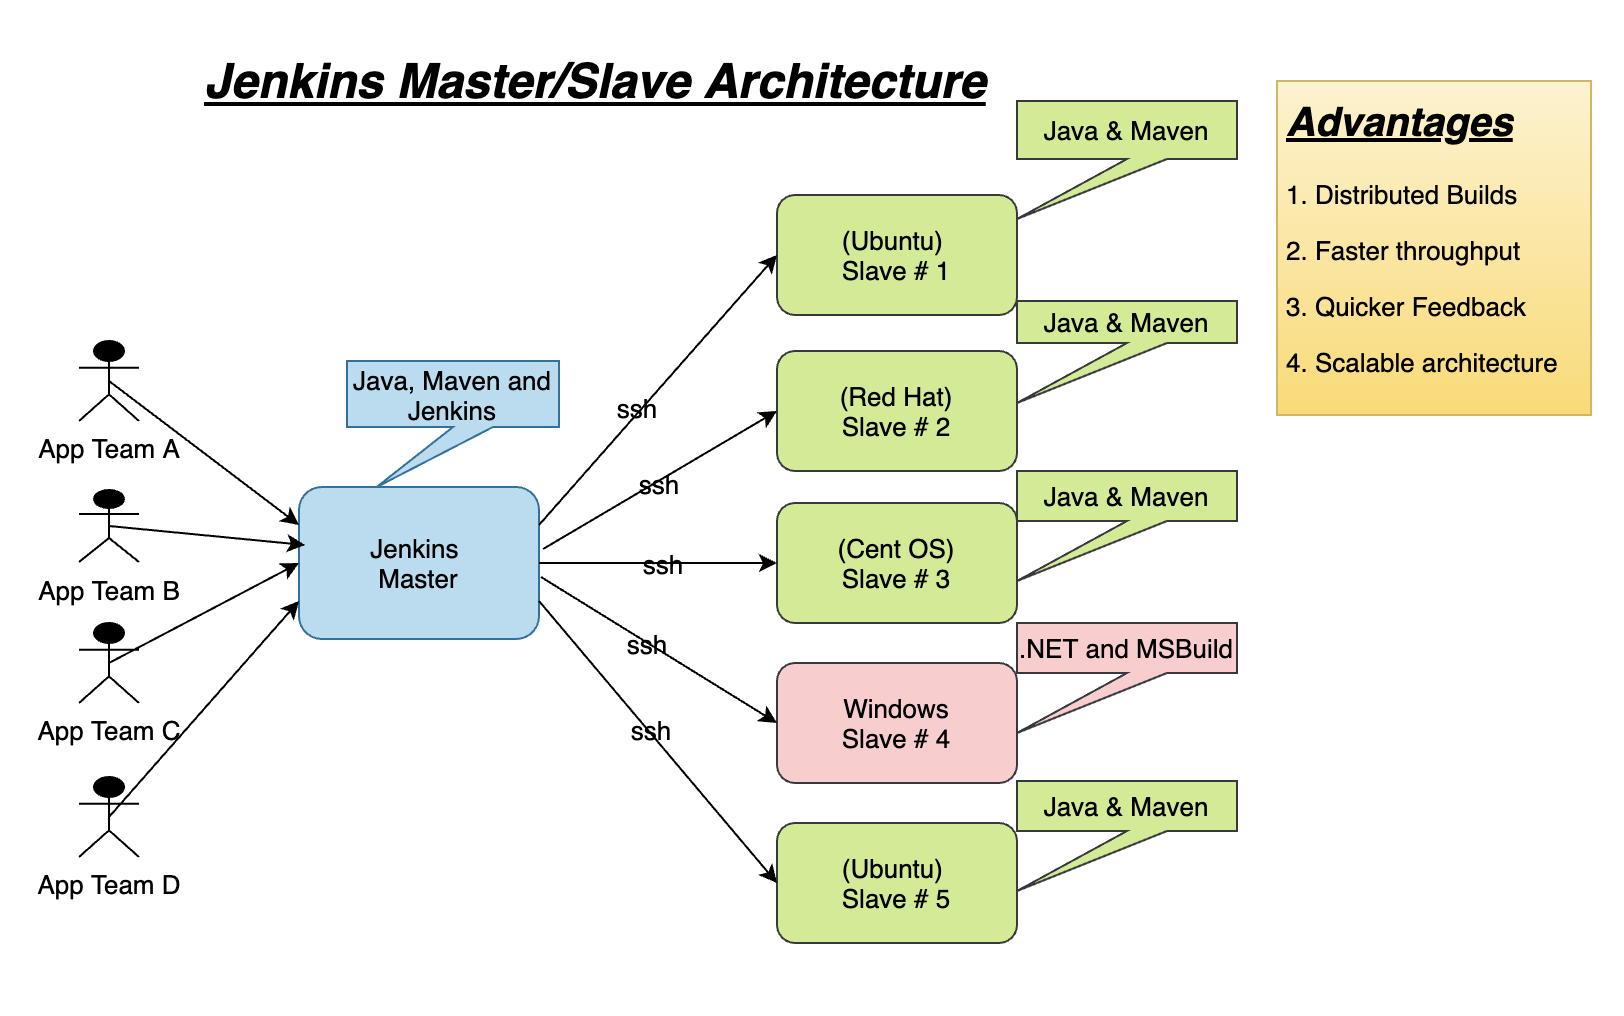 Jenkins Master/Slave Architecture
Java & Maven
Advantages
1. Distributed Builds
2. Faster throughput
3. Quicker Feedback
4. Scalable architecture
(Ubuntu)
Slave # 1
Java & Maven
(Red Hat)
Slave # 2
Java, Maven and
Jenkins
ssh
App Team A
ssh
Java & Maven
Jenkins
Master
(Cent OS)
Slave # 3
ssh
App Team B
.NET and MSBuild
ssh
Windows
Slave # 4
App Team C
ssh
Java & Maven
(Ubuntu)
Slave # 5
App Team D